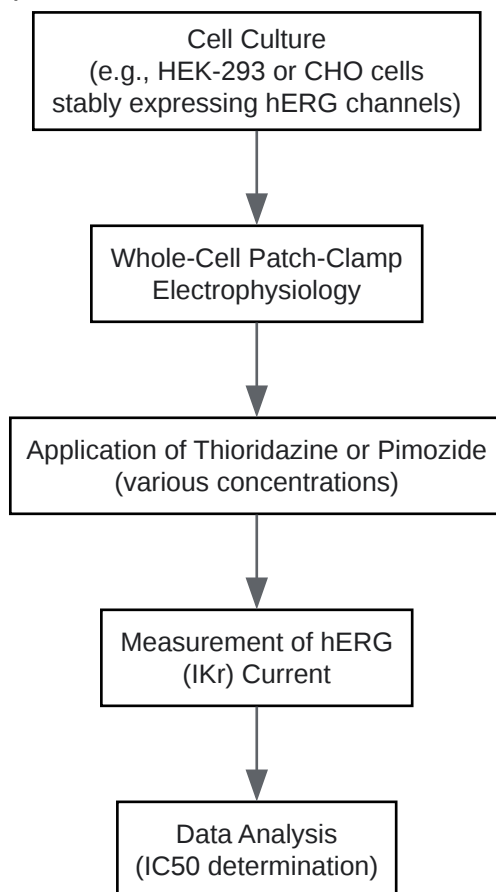 Cell Culture
(e.g., HEK-293 or CHO cells
stably expressing hERG channels)
Whole-Cell Patch-Clamp
Electrophysiology
Application of Thioridazine or Pimozide
(various concentrations)
Measurement of hERG
(IKr) Current
Data Analysis
(IC50 determination)